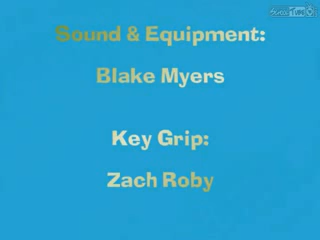 Sound & Equipment:
Blake Myers
Key Grip:
Zach Roby